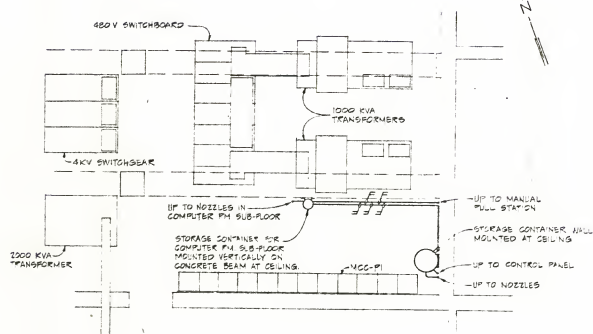 480 V SWITCHBOARD
N
1000 KVA
TRANSFORMERS
4KV SWITCHGEAR
UP TO NOZZLES IN
COMPUTER RM SUB-FLOOR
UP TO MANUAL
PULL STATION
STORAGE CONTAINER FOR
COMPUTER RM SUB-FLOOR
MOUNTED VERTICALLY ON
CONCRETE BEAM AT CEILING.
STORAGE CONTAINER WALL
MOUNTED AT CEILING
2000 KVA
TRANSFORMER
MCC-P1
UP TO CONTROL PANEL
UP TO NOZZLES